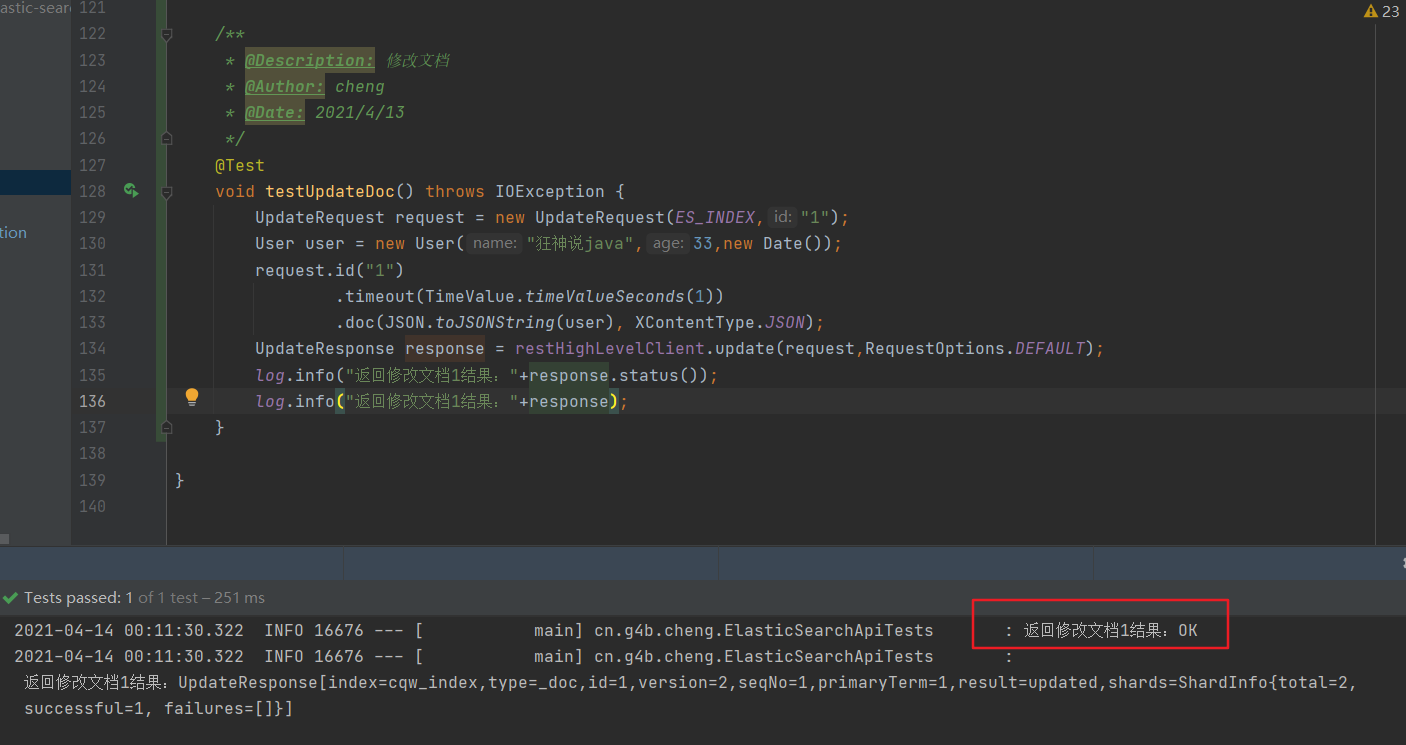 astic-sear
121
23
122 /**
123 * @Description: 修改文档
124 * @Author: cheng
125 * @Date: 2021/4/13
126 */
127 @Test
128 void testUpdateDoc() throws IOException {
129 UpdateRequest request = new UpdateRequest(ES_INDEX, id: "1");
tion
130 User user = new User( name: "狂神说java", age: 33,new Date());
131 request.id("1")
132 .timeout(TimeValue.timeValueSeconds(1))
133 .doc(JSON.toJSONString(user), XContentType.JSON);
134 UpdateResponse response = restHighLevelClient.update(request,RequestOptions.DEFAULT);
135 log.info("返回修改文档1结果："+response.status());
136 log.info("返回修改文档1结果："+response);
137 }
138
139 }
140
Tests passed: 1 of 1 test – 251 ms
2021-04-14 00:11:30.322  INFO 16676 --- [           main] cn.g4b.cheng.ElasticSearchApiTests       : 返回修改文档1结果：OK
2021-04-14 00:11:30.322  INFO 16676 --- [           main] cn.g4b.cheng.ElasticSearchApiTests       :
返回修改文档1结果：UpdateResponse[index=cqw_index,type=_doc,id=1,version=2,seqNo=1,primaryTerm=1,result=updated,shards=ShardInfo{total=2,
successful=1, failures=[]}]